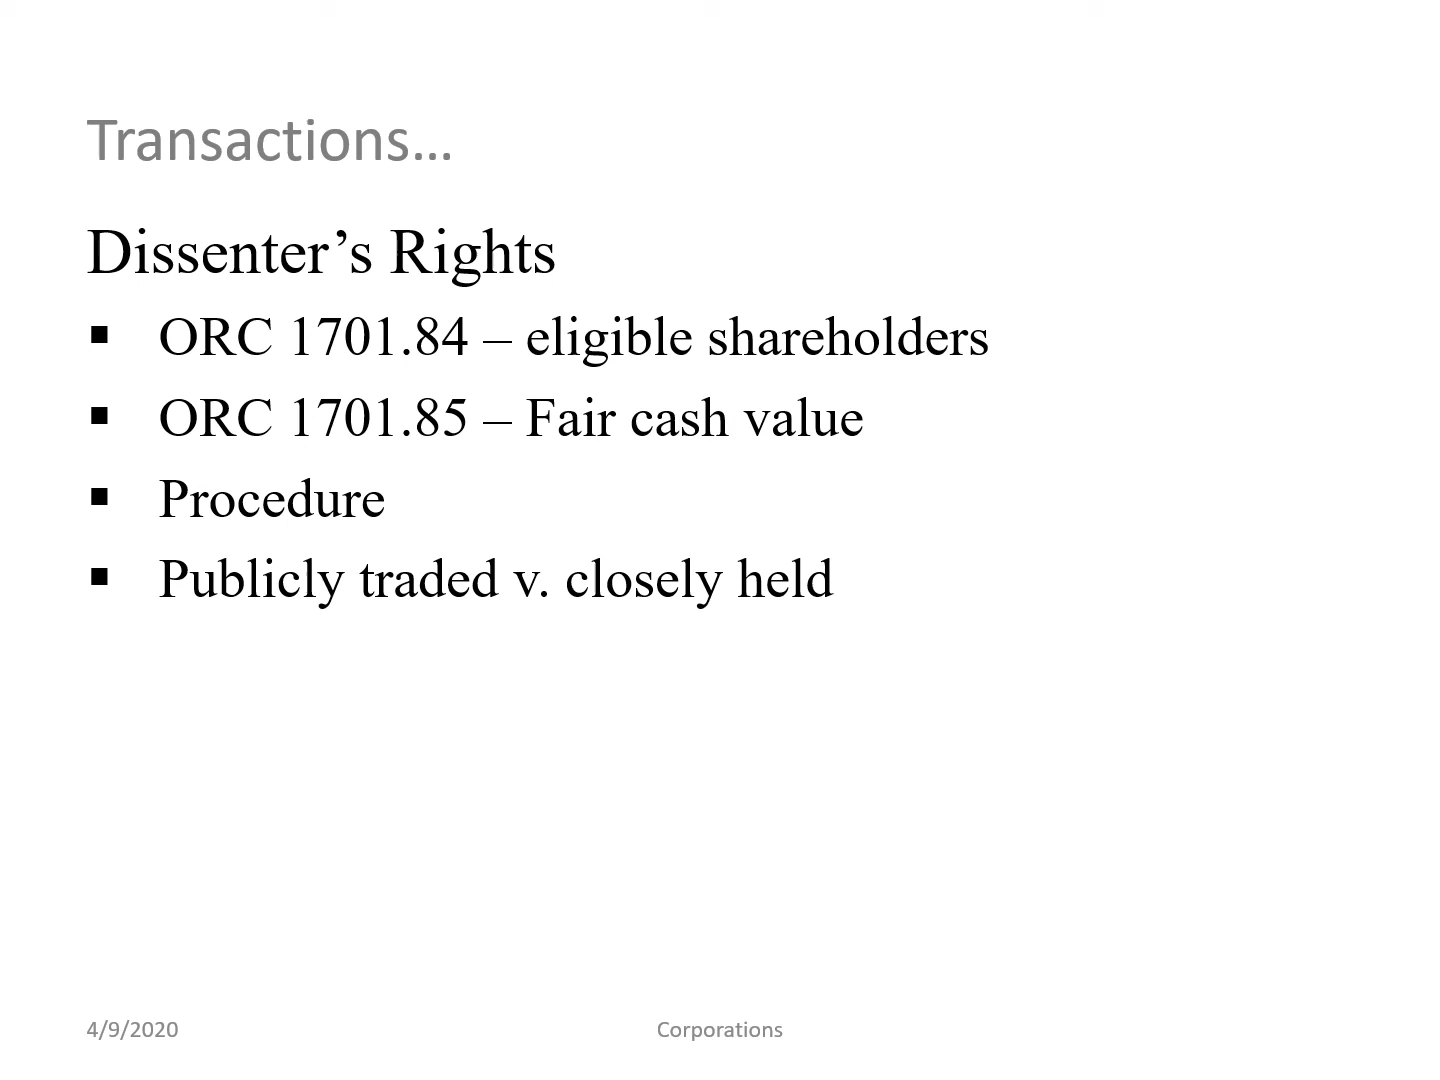 Transactions…
Dissenter’s Rights
▪ ORC 1701.84 – eligible shareholders
▪ ORC 1701.85 – Fair cash value
▪ Procedure
▪ Publicly traded v. closely held
4/9/2020
Corporations